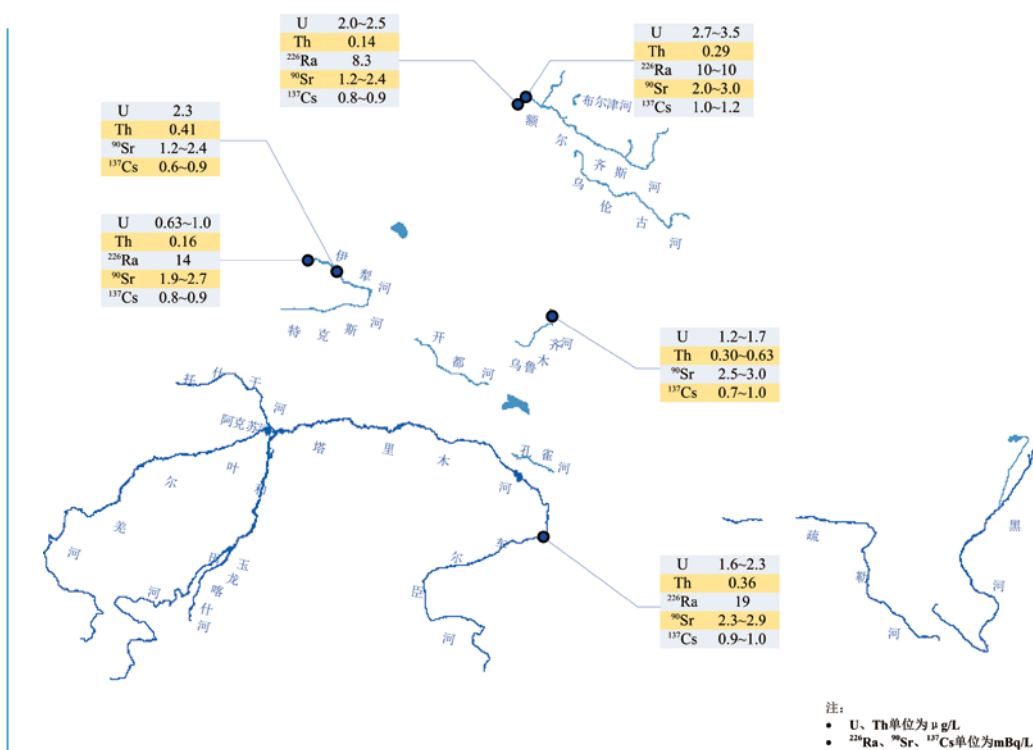 U 2.0~2.5
Th 0.14
²²⁶Ra 8.3
⁹⁰Sr 1.2~2.4
¹³⁷Cs 0.8~0.9
U 2.7~3.5
Th 0.29
²²⁶Ra 10~10
⁹⁰Sr 2.0~3.0
¹³⁷Cs 1.0~1.2
布尔津河
额尔齐斯河
乌伦古河
U 2.3
Th 0.41
⁹⁰Sr 1.2~2.4
¹³⁷Cs 0.6~0.9
U 0.63~1.0
Th 0.16
²²⁶Ra 14
⁹⁰Sr 1.9~2.7
¹³⁷Cs 0.8~0.9
伊犁河
特克斯河
开都河
乌鲁木齐河
U 1.2~1.7
Th 0.30~0.63
⁹⁰Sr 2.5~3.0
¹³⁷Cs 0.7~1.0
托什干河
阿克苏
塔里木河
孔雀河
叶尔羌河
和田河
玉龙喀什河
车尔臣河
疏勒河
黑河
U 1.6~2.3
Th 0.36
²²⁶Ra 19
⁹⁰Sr 2.3~2.9
¹³⁷Cs 0.9~1.0
注：
• U、Th单位为 μg/L
• ²²⁶Ra、⁹⁰Sr、¹³⁷Cs单位为mBq/L